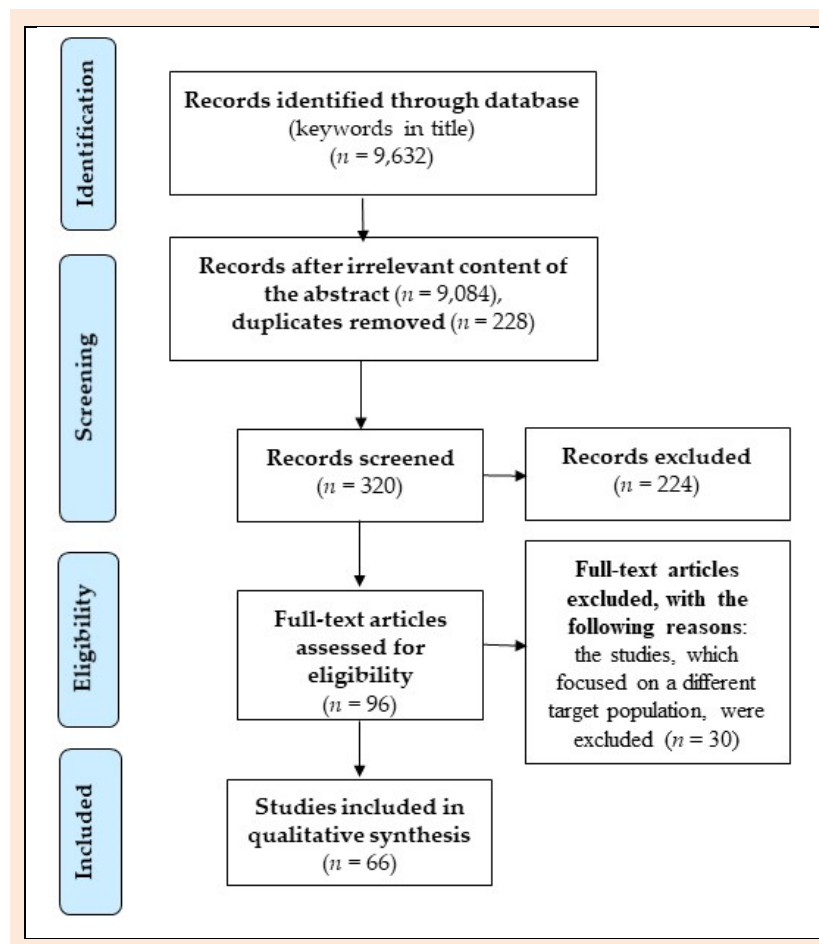 Identification
Records identified through database
(keywords in title)
(n = 9,632)
Screening
Records after irrelevant content of
the abstract (n = 9,084),
duplicates removed (n = 228)
Records screened
(n = 320)
Records excluded
(n = 224)
Eligibility
Full-text articles
assessed for
eligibility
(n = 96)
Full-text articles
excluded, with the
following reasons:
the studies, which
focused on a different
target population, were
excluded (n = 30)
Included
Studies included in
qualitative synthesis
(n = 66)